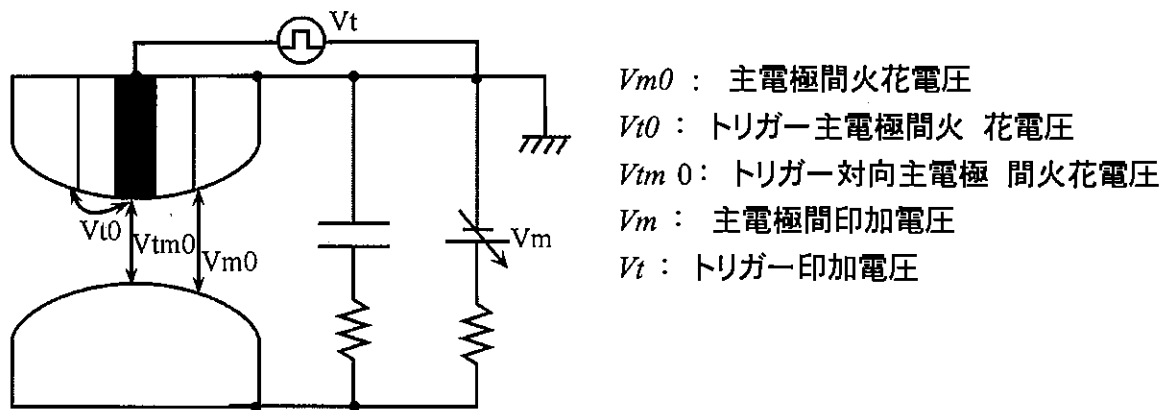 Vt
Vt0
Vtm0
Vm0
Vm
Vm0 : 主電極間火花電圧
Vt0 : トリガー主電極間火 花電圧
Vtm 0: トリガー対向主電極 間火花電圧
Vm : 主電極間印加電圧
Vt : トリガー印加電圧